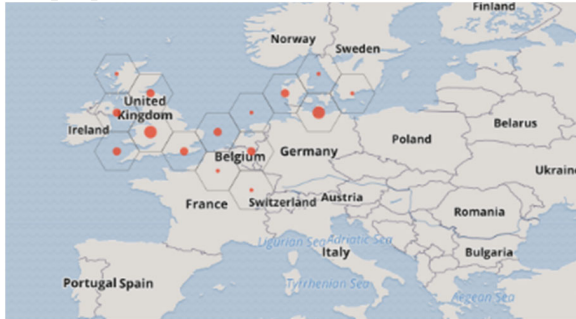 Finland
Norway
Sweden
United
Kingdom
Ireland
Belarus
Poland
Belgium
Germany
Ukraine
Switzerland
Austria
France
Romania
Ligurian Sea
Adriatic Sea
Italy
Bulgaria
Portugal
Spain
Tyrrhenian Sea
Aegean Sea